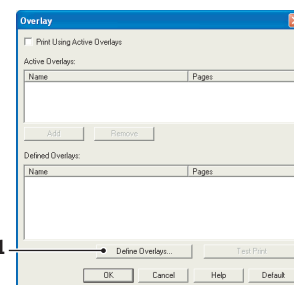 Overlay
Print Using Active Overlays
Active Overlays:
Name Pages
Add Remove
Defined Overlays:
Name Pages
1
Define Overlays... Test Print
OK Cancel Help Default